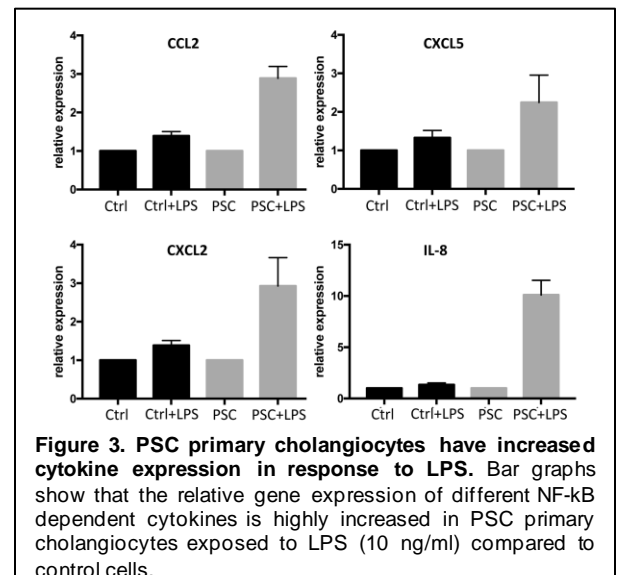 CCL2
relative expression
4
3
2
1
0
Ctrl Ctrl+LPS PSC PSC+LPS
CXCL5
relative expression
4
3
2
1
0
Ctrl Ctrl+LPS PSC PSC+LPS
CXCL2
relative expression
4
3
2
1
0
Ctrl Ctrl+LPS PSC PSC+LPS
IL-8
relative expression
15
10
5
0
Ctrl Ctrl+LPS PSC PSC+LPS
Figure 3. PSC primary cholangiocytes have increased
cytokine expression in response to LPS. Bar graphs
show that the relative gene expression of different NF-kB
dependent cytokines is highly increased in PSC primary
cholangiocytes exposed to LPS (10 ng/ml) compared to
control cells.